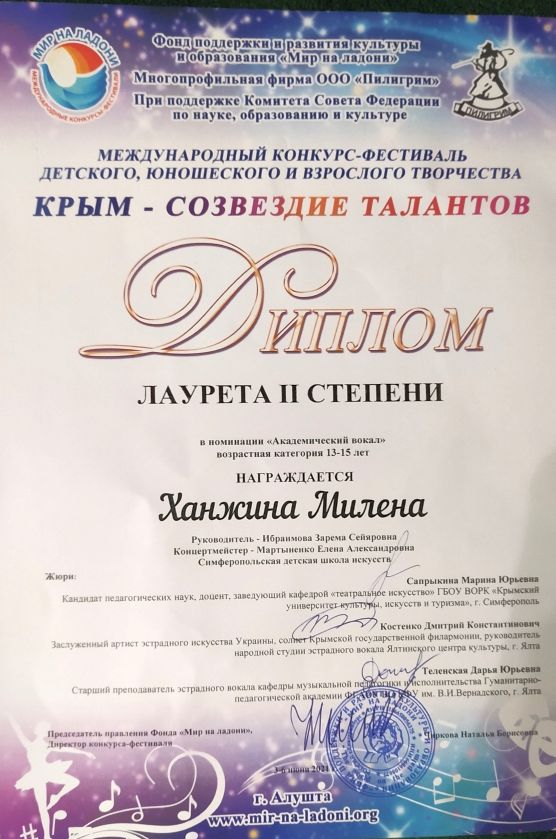 МИР НА ЛАДОНИ
МЕЖДУНАРОДНЫЕ КОНКУРСЫ-ФЕСТИВАЛИ
Фонд поддержки и развития культуры
и образования «Мир на ладони»
Многопрофильная фирма ООО «Пилигрим»
При поддержке Комитета Совета Федерации
по науке, образованию и культуре
ПИЛИГРИМ
МЕЖДУНАРОДНЫЙ КОНКУРС-ФЕСТИВАЛЬ
ДЕТСКОГО, ЮНОШЕСКОГО И ВЗРОСЛОГО ТВОРЧЕСТВА
КРЫМ - СОЗВЕЗДИЕ ТАЛАНТОВ
Диплом
ЛАУРЕТА II СТЕПЕНИ
в номинации «Академический вокал»
возрастная категория 13-15 лет
НАГРАЖДАЕТСЯ
Ханжина Милена
Руководитель - Ибраимова Зарема Сейяровна
Концертмейстер - Мартыненко Елена Александровна
Симферопольская детская школа искусств
Жюри:
Сапрыкина Марина Юрьевна
Кандидат педагогических наук, доцент, заведующий кафедрой «театральное искусство» ГБОУ ВОРК «Крымский
университет культуры, искусств и туризма», г. Симферополь
Костенко Дмитрий Константинович
Заслуженный артист эстрадного искусства Украины, солист Крымской государственной филармонии, руководитель
народной студии эстрадного вокала Ялтинского центра культуры, г. Ялта
Теленская Дарья Юрьевна
Старший преподаватель эстрадного вокала кафедры музыкальной педагогики и исполнительства Гуманитарно-
педагогической академии им. В.И.Вернадского, г. Ялта
Председатель правления Фонда «Мир на ладони»,
Директор конкурса-фестиваля
Чиркова Наталья Борисовна
3-6 июня 2021
г. Алушта
www.mir-na-ladoni.org